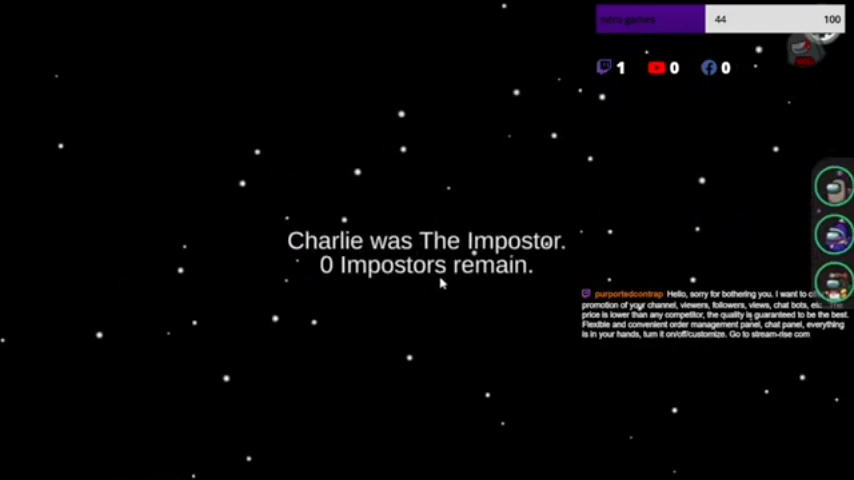 44 100
1 0 0
Charlie was The Impostor.
0 Impostors remain.
purportedcontrap Hello, sorry for bothering you. I want to
promotion of your channel, viewers, followers, views, chat bots, etc.
price is lower than any competitor, the quality is guaranteed to be the best.
Flexible and convenient order management panel, chat panel, everything
is in your hands, turn it on/off/customize. Go to stream-rise com